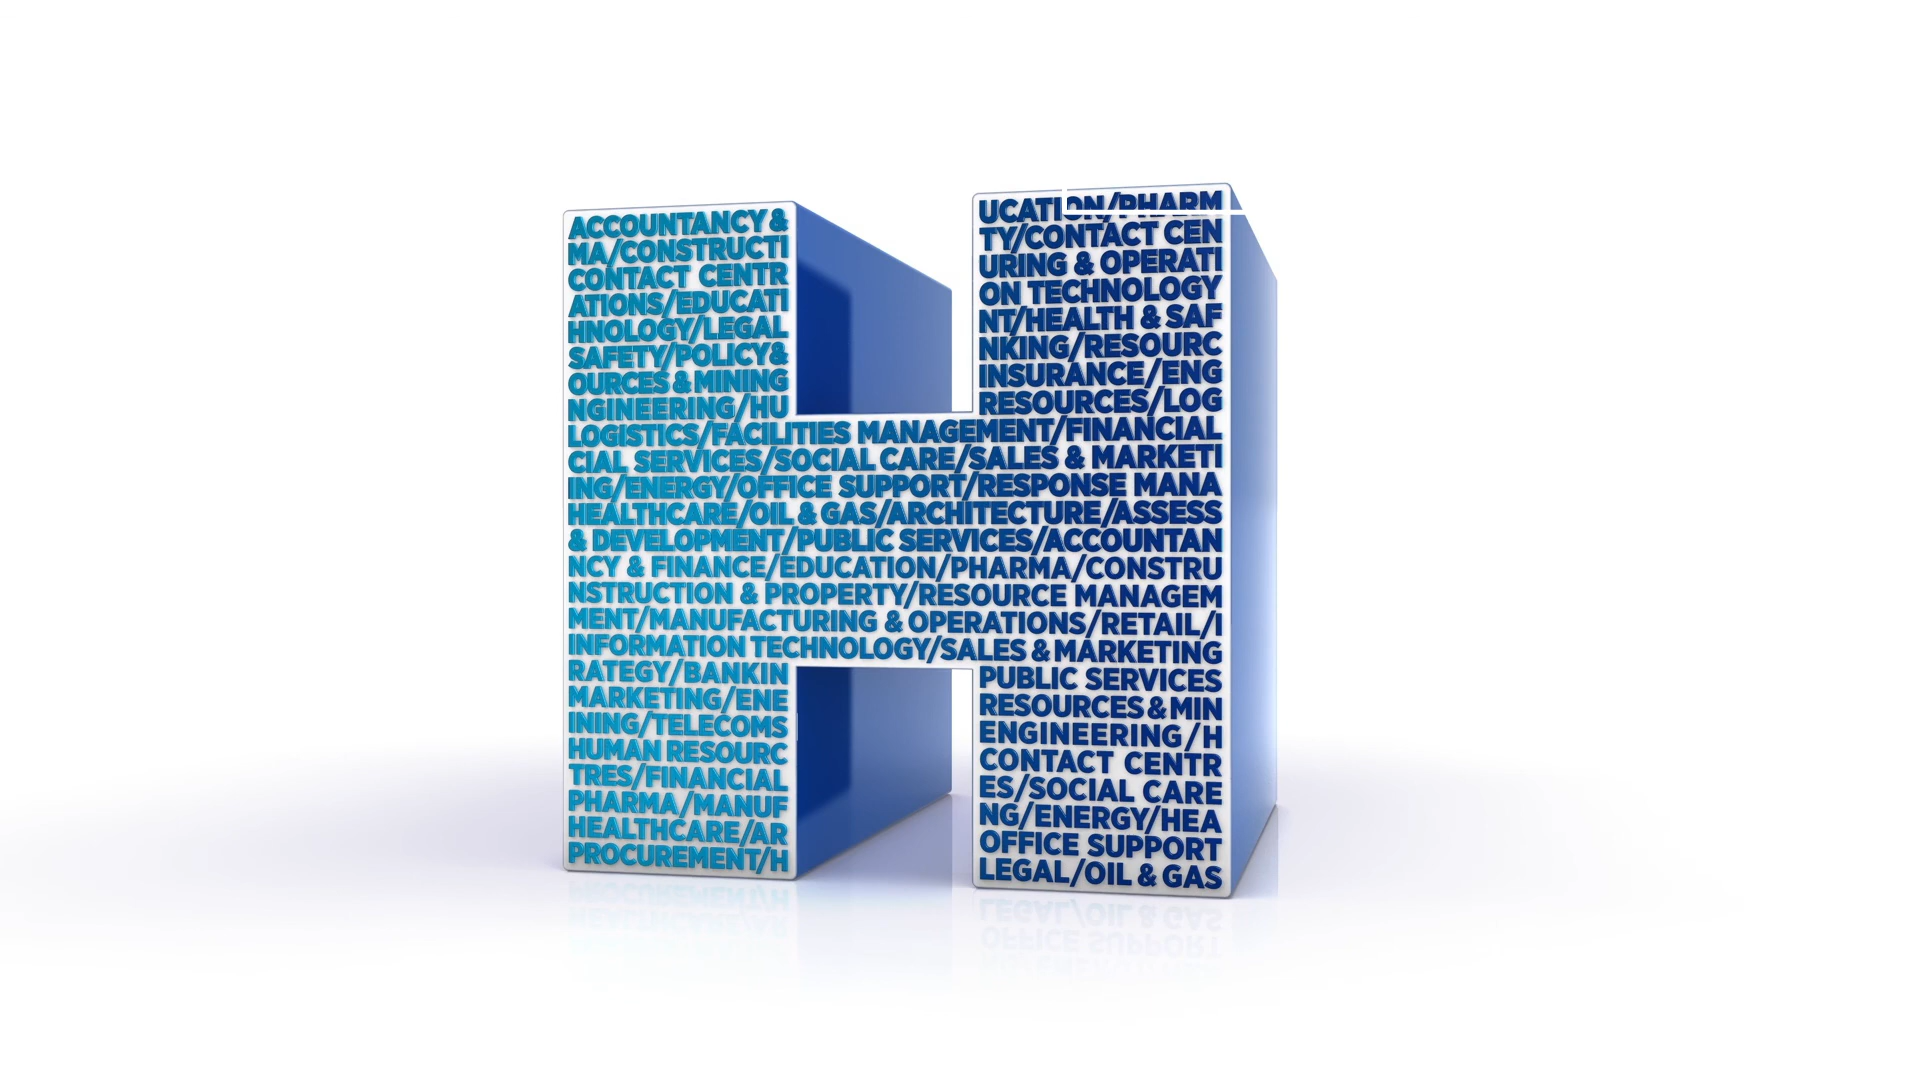 ACCOUNTANCY & UCATION/PHARM
MA/CONSTRUCTI TY/CONTACT CEN
CONTACT CENTR URING & OPERATI
ATIONS/EDUCATI ON TECHNOLOGY
HNOLOGY/LEGAL NT/HEALTH & SAF
SAFETY/POLICY& NKING/RESOURC
OURCES & MINING INSURANCE/ENG
NGINEERING/HU RESOURCES/LOG
LOGISTICS/FACILITIES MANAGEMENT/FINANCIAL
CIAL SERVICES/SOCIAL CARE/SALES & MARKETI
ING/ENERGY/OFFICE SUPPORT/RESPONSE MANA
HEALTHCARE/OIL & GAS/ARCHITECTURE/ASSESS
& DEVELOPMENT/PUBLIC SERVICES/ACCOUNTAN
NCY & FINANCE/EDUCATION/PHARMA/CONSTRU
NSTRUCTION & PROPERTY/RESOURCE MANAGEM
MENT/MANUFACTURING & OPERATIONS/RETAIL/I
INFORMATION TECHNOLOGY/SALES & MARKETING
RATEGY/BANKIN PUBLIC SERVICES
MARKETING/ENE RESOURCES & MIN
INING/TELECOMS ENGINEERING/H
HUMAN RESOURC CONTACT CENTR
TRES/FINANCIAL ES/SOCIAL CARE
PHARMA/MANUF NG/ENERGY/HEA
HEALTHCARE/AR OFFICE SUPPORT
PROCUREMENT/H LEGAL/OIL & GAS